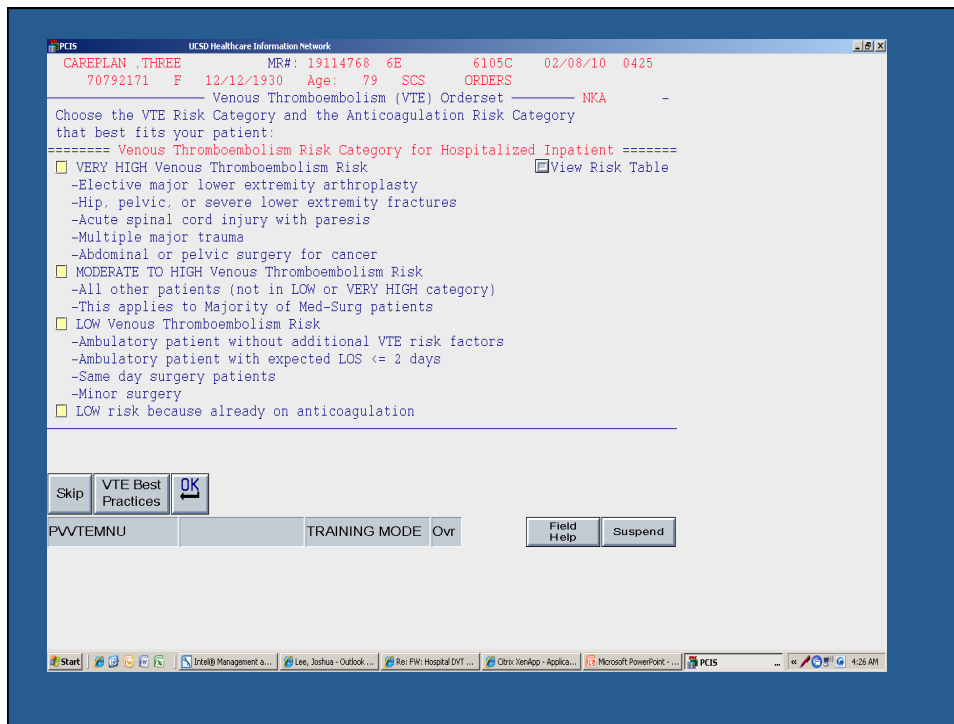 PCIS UCSD Healthcare Information Network
CAREPLAN ,THREE MR#: 19114768 6E 6105C 02/08/10 0425
70792171 F 12/12/1930 Age: 79 SCS ORDERS
Venous Thromboembolism (VTE) Orderset NKA -
Choose the VTE Risk Category and the Anticoagulation Risk Category
that best fits your patient:
======== Venous Thromboembolism Risk Category for Hospitalized Inpatient =======
VERY HIGH Venous Thromboembolism Risk View Risk Table
-Elective major lower extremity arthroplasty
-Hip, pelvic, or severe lower extremity fractures
-Acute spinal cord injury with paresis
-Multiple major trauma
-Abdominal or pelvic surgery for cancer
MODERATE TO HIGH Venous Thromboembolism Risk
-All other patients (not in LOW or VERY HIGH category)
-This applies to Majority of Med-Surg patients
LOW Venous Thromboembolism Risk
-Ambulatory patient without additional VTE risk factors
-Ambulatory patient with expected LOS <= 2 days
-Same day surgery patients
-Minor surgery
LOW risk because already on anticoagulation
Skip VTE Best Practices OK
PVVTEMNU TRAINING MODE Ovr Field Help Suspend
Start Intel® Management a... Lee, Joshua - Outlook ... Re: FW: Hospital DVT ... Citrix XenApp - Applica... Microsoft PowerPoint - ... PCIS ... « 4:26 AM